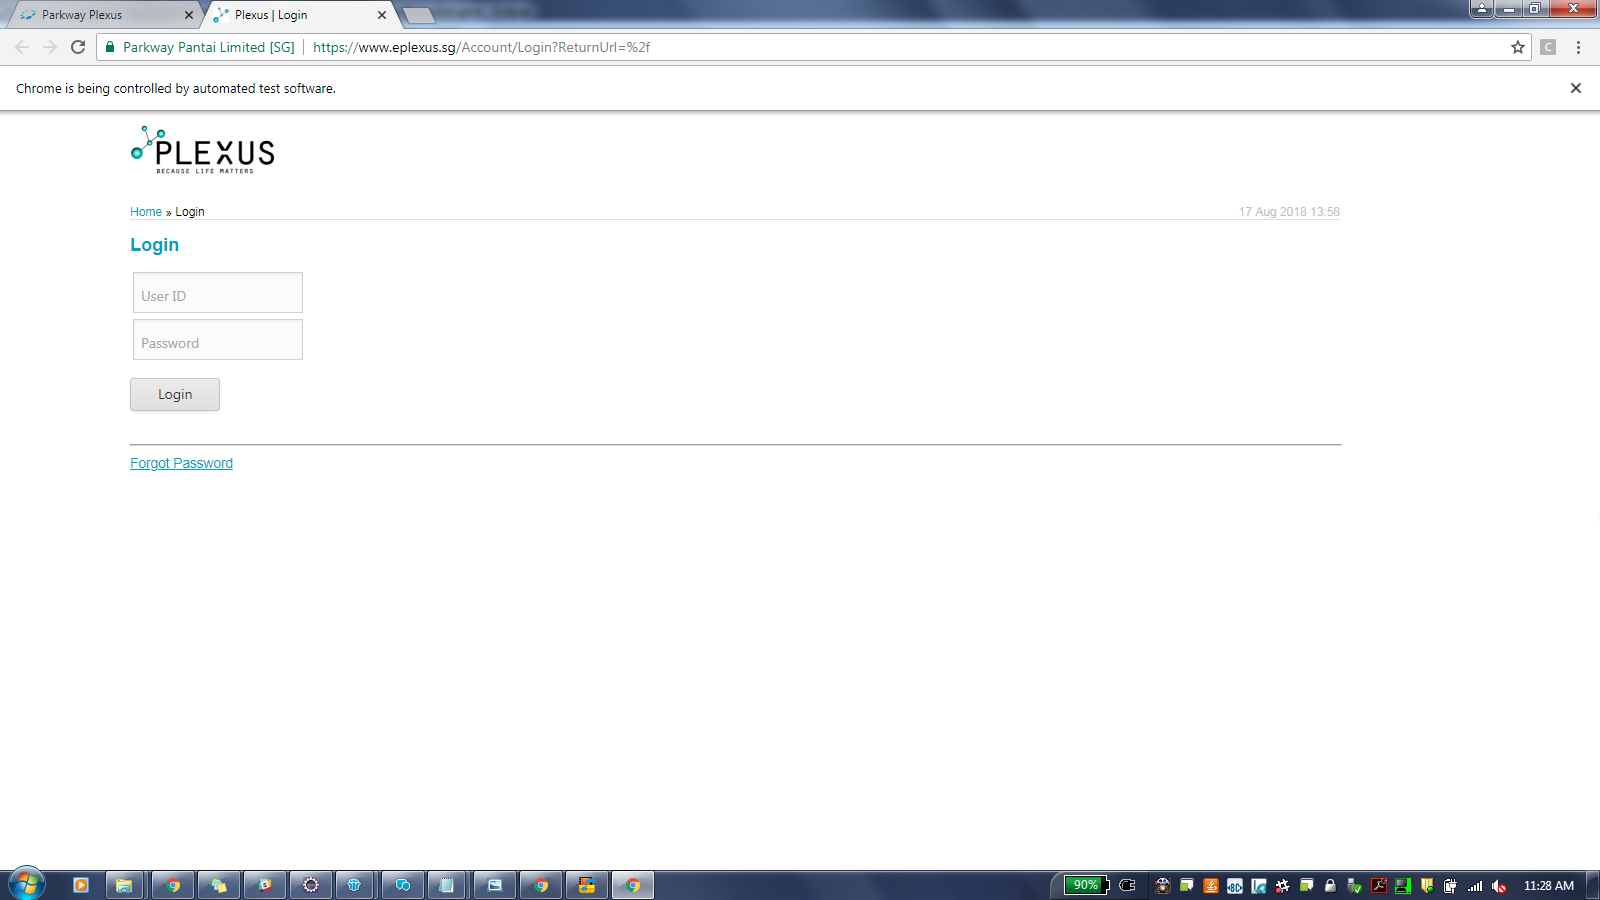 Parkway Plexus
Plexus | Login
Parkway Pantai Limited [SG] https://www.eplexus.sg/Account/Login?ReturnUrl=%2f
C
Chrome is being controlled by automated test software.
PLEXUS
BECAUSE LIFE MATTERS
Home » Login
17 Aug 2018 13:58
Login
User ID
Password
Login
Forgot Password
90%
11:28 AM